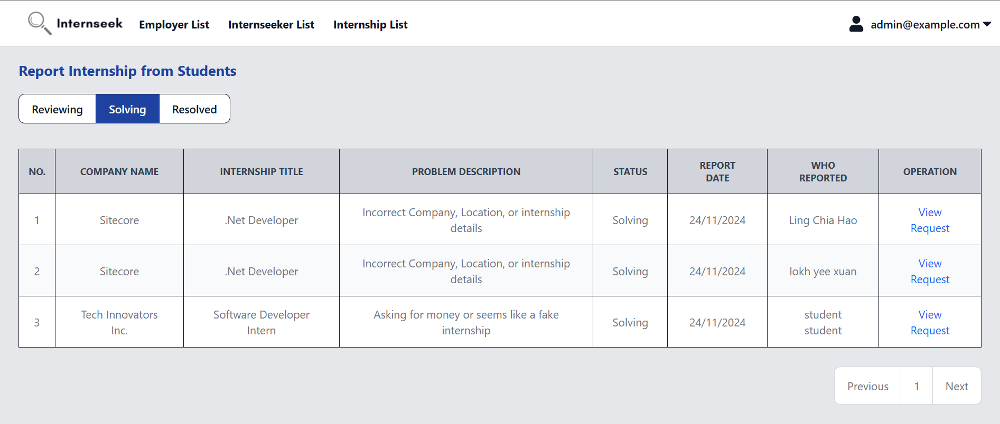 Internseek Employer List Internseeker List Internship List admin@example.com
Report Internship from Students
Reviewing Solving Resolved
NO. COMPANY NAME INTERNSHIP TITLE PROBLEM DESCRIPTION STATUS REPORT DATE WHO REPORTED OPERATION
1 Sitecore .Net Developer Incorrect Company, Location, or internship details Solving 24/11/2024 Ling Chia Hao View Request
2 Sitecore .Net Developer Incorrect Company, Location, or internship details Solving 24/11/2024 lokh yee xuan View Request
3 Tech Innovators Inc. Software Developer Intern Asking for money or seems like a fake internship Solving 24/11/2024 student student View Request
Previous 1 Next